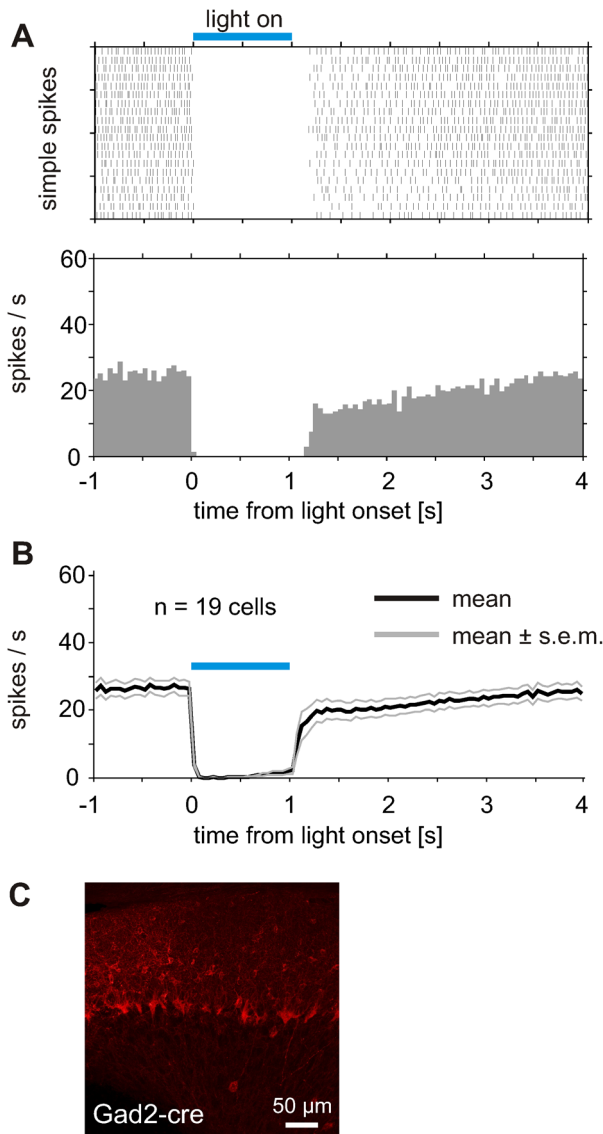 light on
A
simple spikes
60
40
20
0
spikes / s
-1 0 1 2 3 4
time from light onset [s]
B
60
40
20
0
spikes / s
n = 19 cells
mean
mean ± s.e.m.
-1 0 1 2 3 4
time from light onset [s]
C
Gad2-cre
50 µm